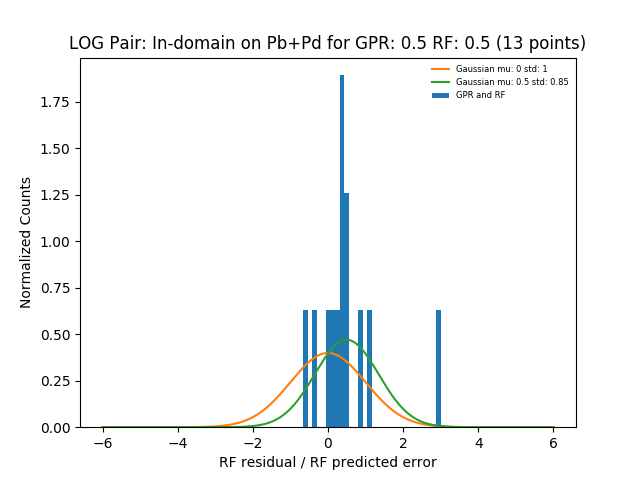 LOG Pair: In-domain on Pb+Pd for GPR: 0.5 RF: 0.5 (13 points)
Gaussian mu: 0 std: 1
Gaussian mu: 0.5 std: 0.85
GPR and RF
Normalized Counts
1.75
1.50
1.25
1.00
0.75
0.50
0.25
0.00
−6
−4
−2
0
2
4
6
RF residual / RF predicted error